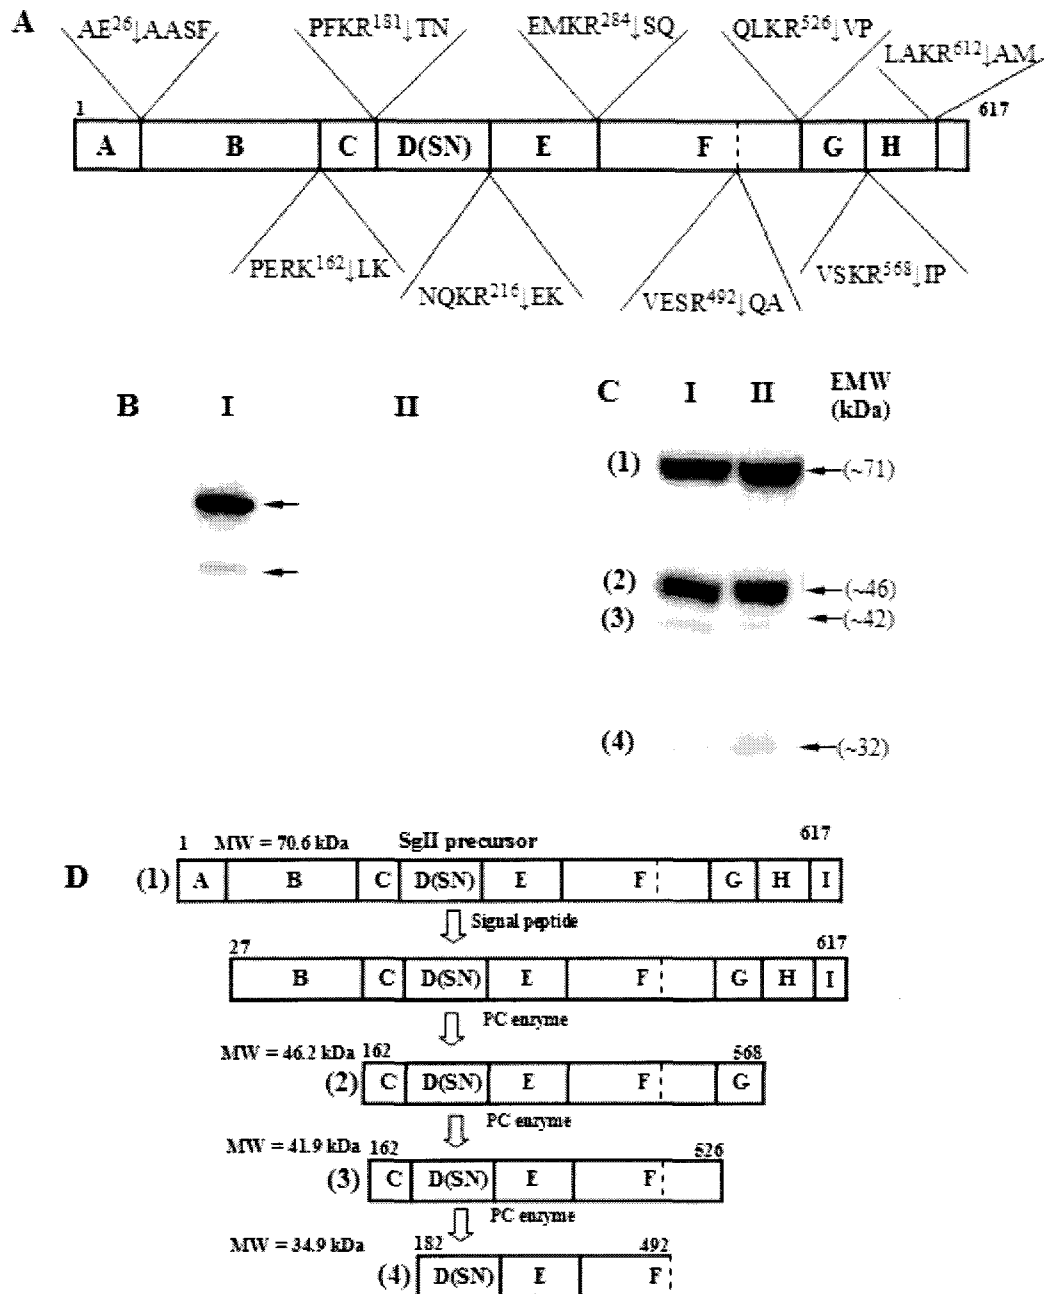 A
AE26↓AASF
PFKR181↓TN
EMKR284↓SQ
QLKR526↓VP
LAKR612↓AM
1
617
A B C D(SN) E F G H
PERK162↓LK
NQKR216↓EK
VESR492↓QA
VSKR568↓IP
B I II
C I II EMW (kDa)
(1) (~71)
(2) (~46)
(3) (~42)
(4) (~32)
D
1 MW = 70.6 kDa SgII precursor 617
(1) A B C D(SN) E F G H I
Signal peptide
27 617
B C D(SN) E F G H I
PC enzyme
MW = 46.2 kDa 162 568
(2) C D(SN) E F G
PC enzyme
MW = 41.9 kDa 162 526
(3) C D(SN) E F
PC enzyme
MW = 34.9 kDa 182 492
(4) D(SN) E F